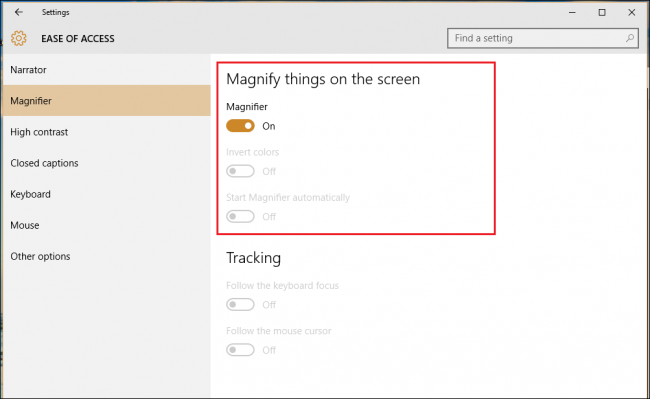 Settings
EASE OF ACCESS
Find a setting
Narrator
Magnifier
High contrast
Closed captions
Keyboard
Mouse
Other options
Magnify things on the screen
Magnifier
On
Invert colors
Off
Start Magnifier automatically
Off
Tracking
Follow the keyboard focus
Off
Follow the mouse cursor
Off